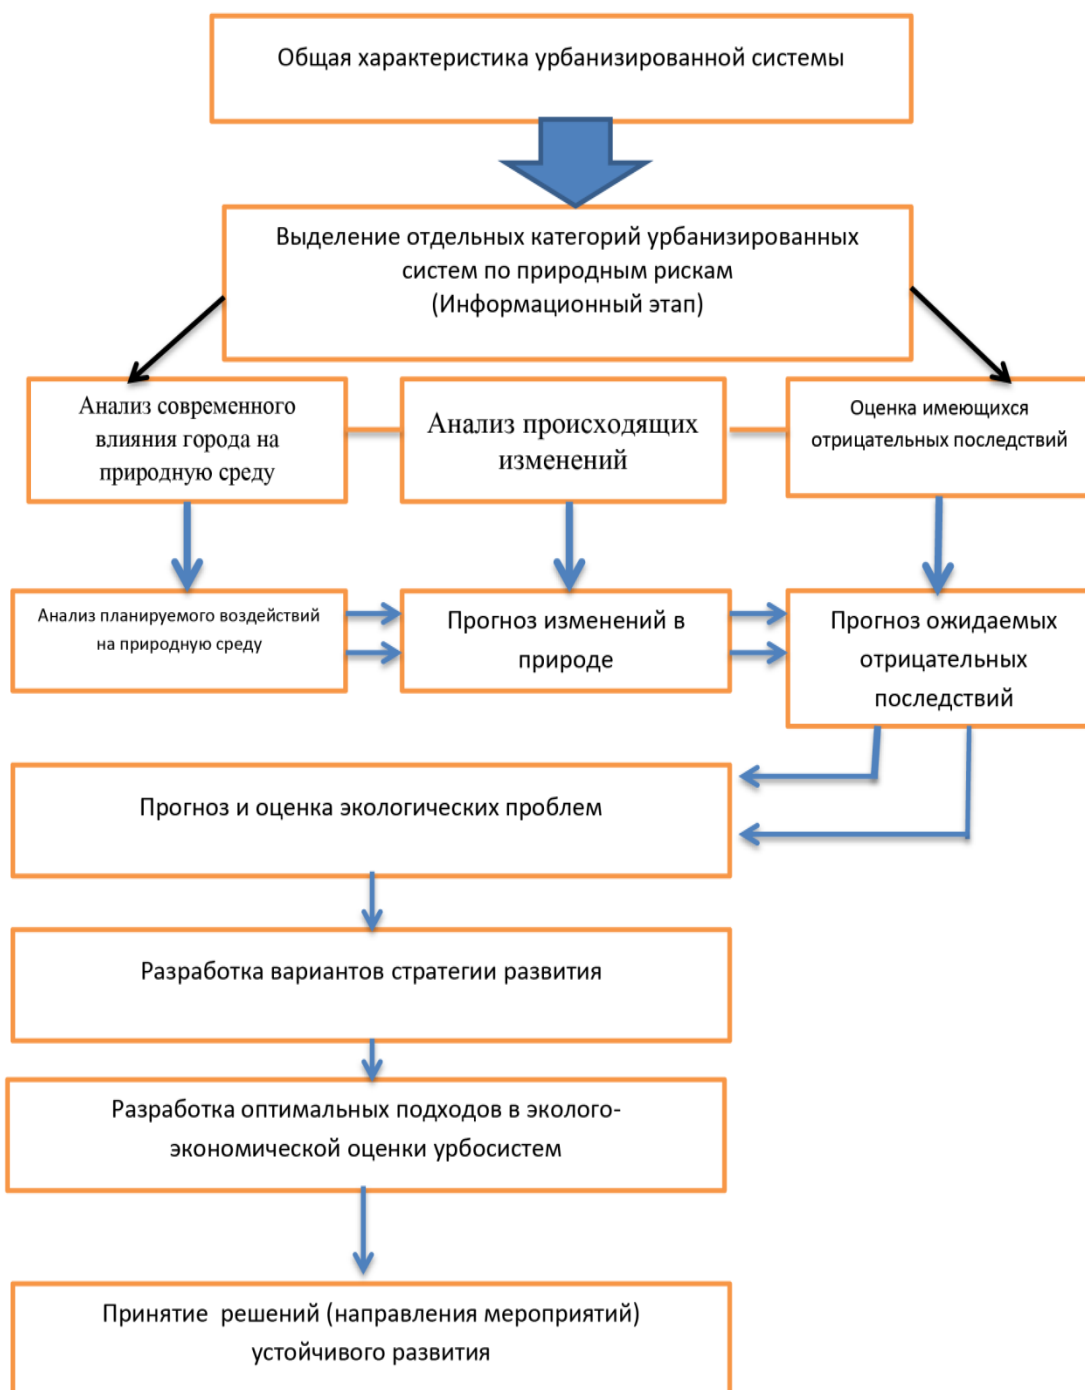 Общая характеристика урбанизированной системы
Выделение отдельных категорий урбанизированных
систем по природным рискам
(Информационный этап)
Анализ современного
влияния города на
природную среду
Анализ происходящих
изменений
Оценка имеющихся
отрицательных последствий
Анализ планируемого воздействий
на природную среду
Прогноз изменений в
природе
Прогноз ожидаемых
отрицательных
последствий
Прогноз и оценка экологических проблем
Разработка вариантов стратегии развития
Разработка оптимальных подходов в эколого-
экономической оценки урбосистем
Принятие решений (направления мероприятий)
устойчивого развития